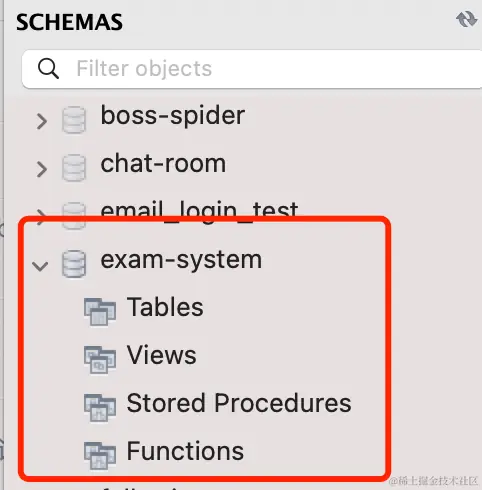 SCHEMAS
Filter objects
boss-spider
chat-room
email_login_test
exam-system
Tables
Views
Stored Procedures
Functions
@稀土掘金技术社区